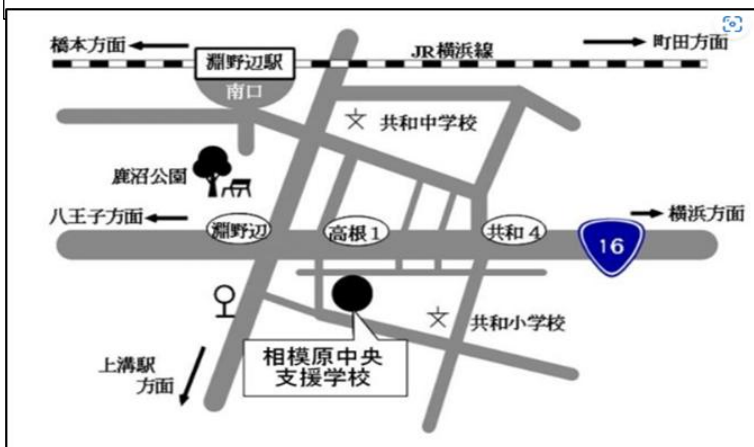 橋本方面
淵野辺駅
JR横浜線
町田方面
南口
共和中学校
鹿沼公園
八王子方面
淵野辺
高根1
共和4
16
横浜方面
共和小学校
上溝駅
方面
相模原中央
支援学校